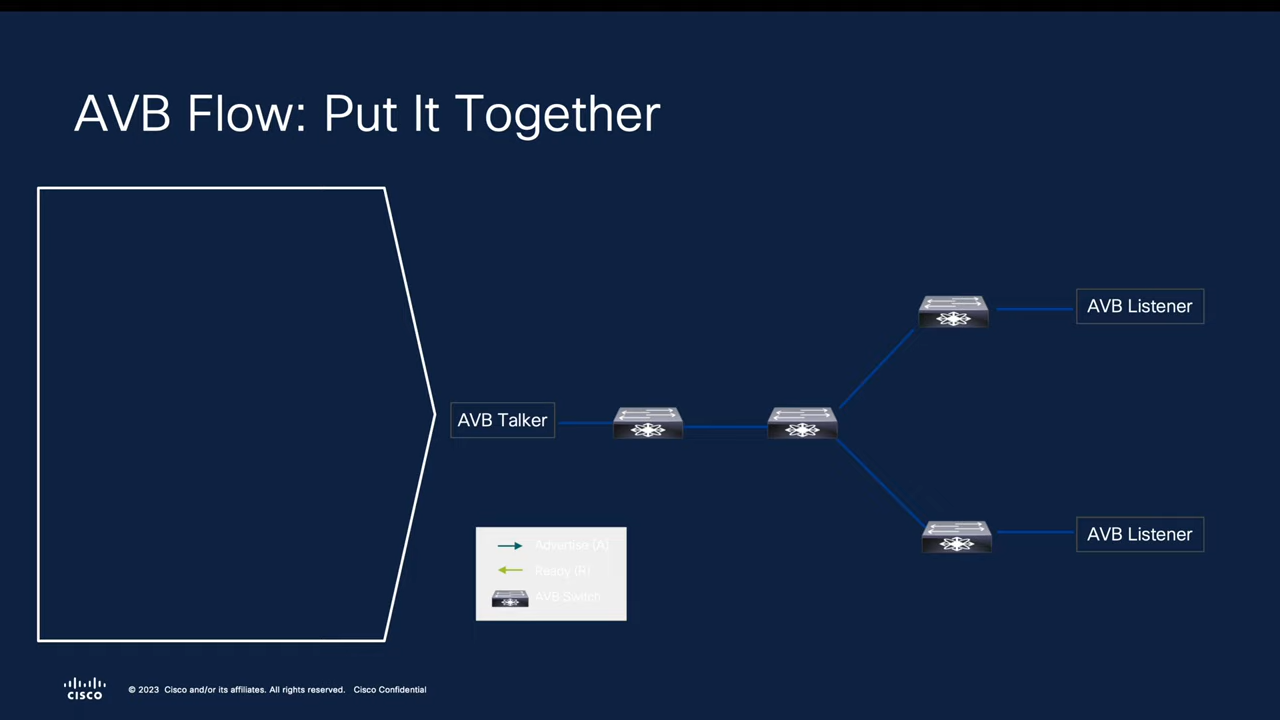 AVB Flow: Put It Together
AVB Listener
AVB Talker
AVB Listener
Advertise (A)
Ready (R)
AVB Switch
CISCO
© 2023 Cisco and/or its affiliates. All rights reserved. Cisco Confidential